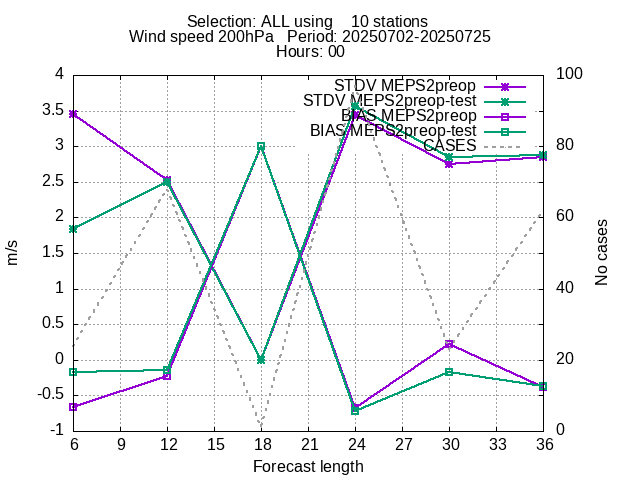 Selection: ALL using    10 stations
Wind speed 200hPa   Period: 20250702-20250725
Hours: 00
STDV MEPS2preop
STDV MEPS2preop-test
BIAS MEPS2preop
BIAS MEPS2preop-test
CASES
4
3.5
3
2.5
2
1.5
1
0.5
0
-0.5
-1
m/s
100
80
60
40
20
0
No cases
6 9 12 15 18 21 24 27 30 33 36
Forecast length